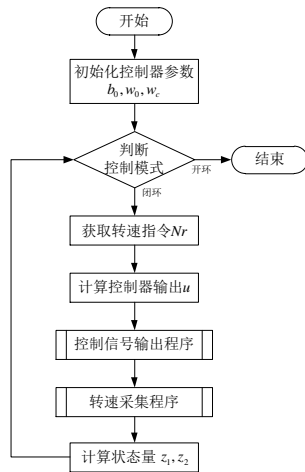 开始
初始化控制器参数
b₀,w₀,w_c
判断
控制模式
开环
结束
闭环
获取转速指令Nr
计算控制器输出u
控制信号输出程序
转速采集程序
计算状态量 z₁,z₂